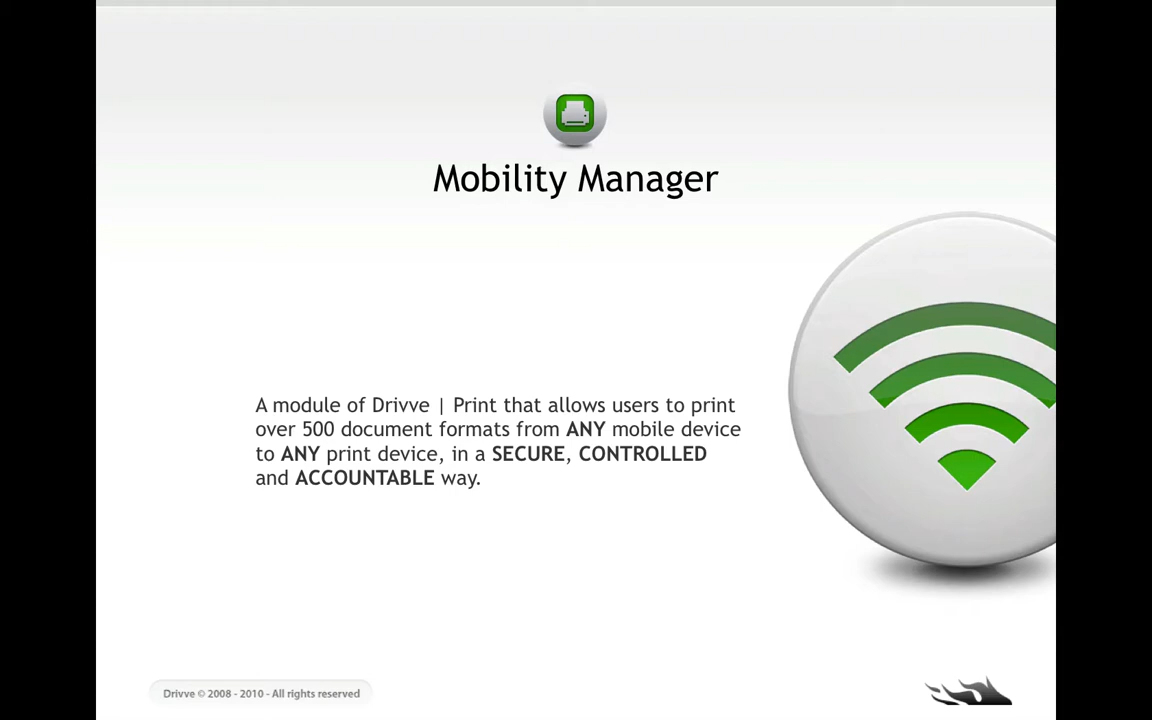 Mobility Manager
A module of Drivve | Print that allows users to print
over 500 document formats from ANY mobile device
to ANY print device, in a SECURE, CONTROLLED
and ACCOUNTABLE way.
Drivve © 2008 - 2010 - All rights reserved